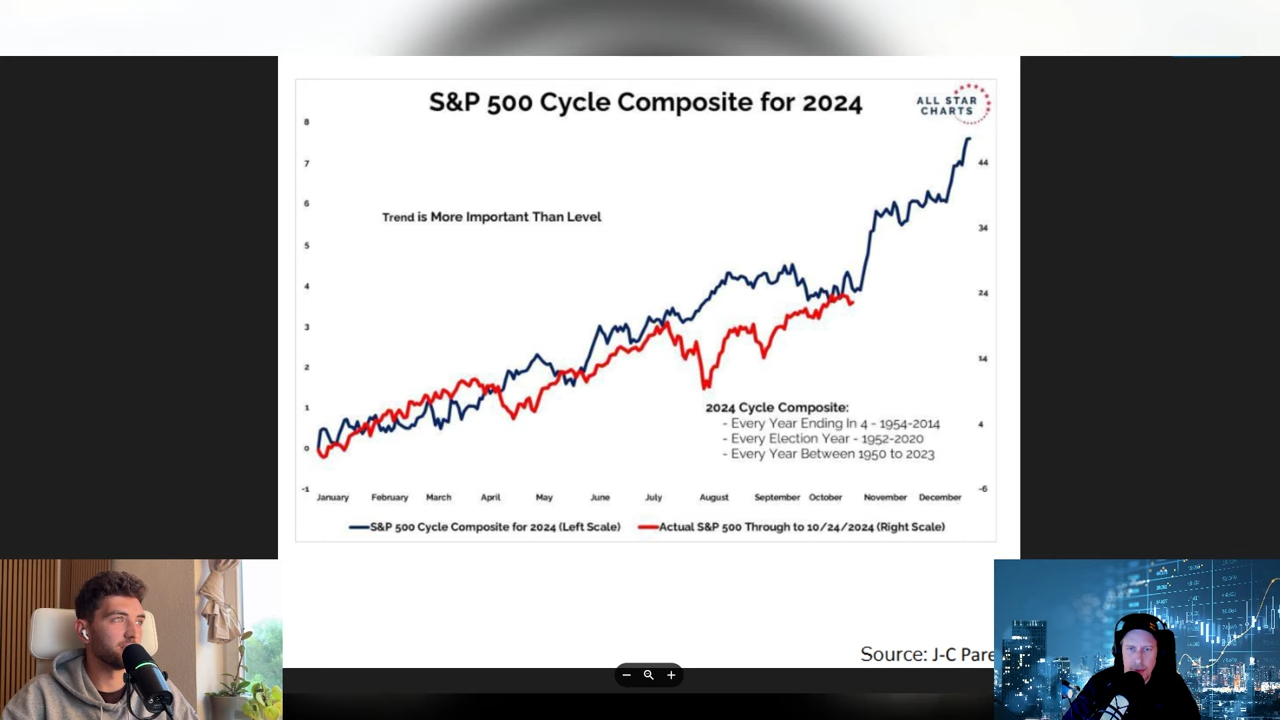 S&P 500 Cycle Composite for 2024
ALL STAR
CHARTS
8
7
6
5
4
3
2
1
0
-1
44
34
24
14
4
-6
Trend is More Important Than Level
2024 Cycle Composite:
- Every Year Ending In 4 - 1954-2014
- Every Election Year - 1952-2020
- Every Year Between 1950 to 2023
January February March April May June July August September October November December
S&P 500 Cycle Composite for 2024 (Left Scale) Actual S&P 500 Through to 10/24/2024 (Right Scale)
Source: J-C Pare